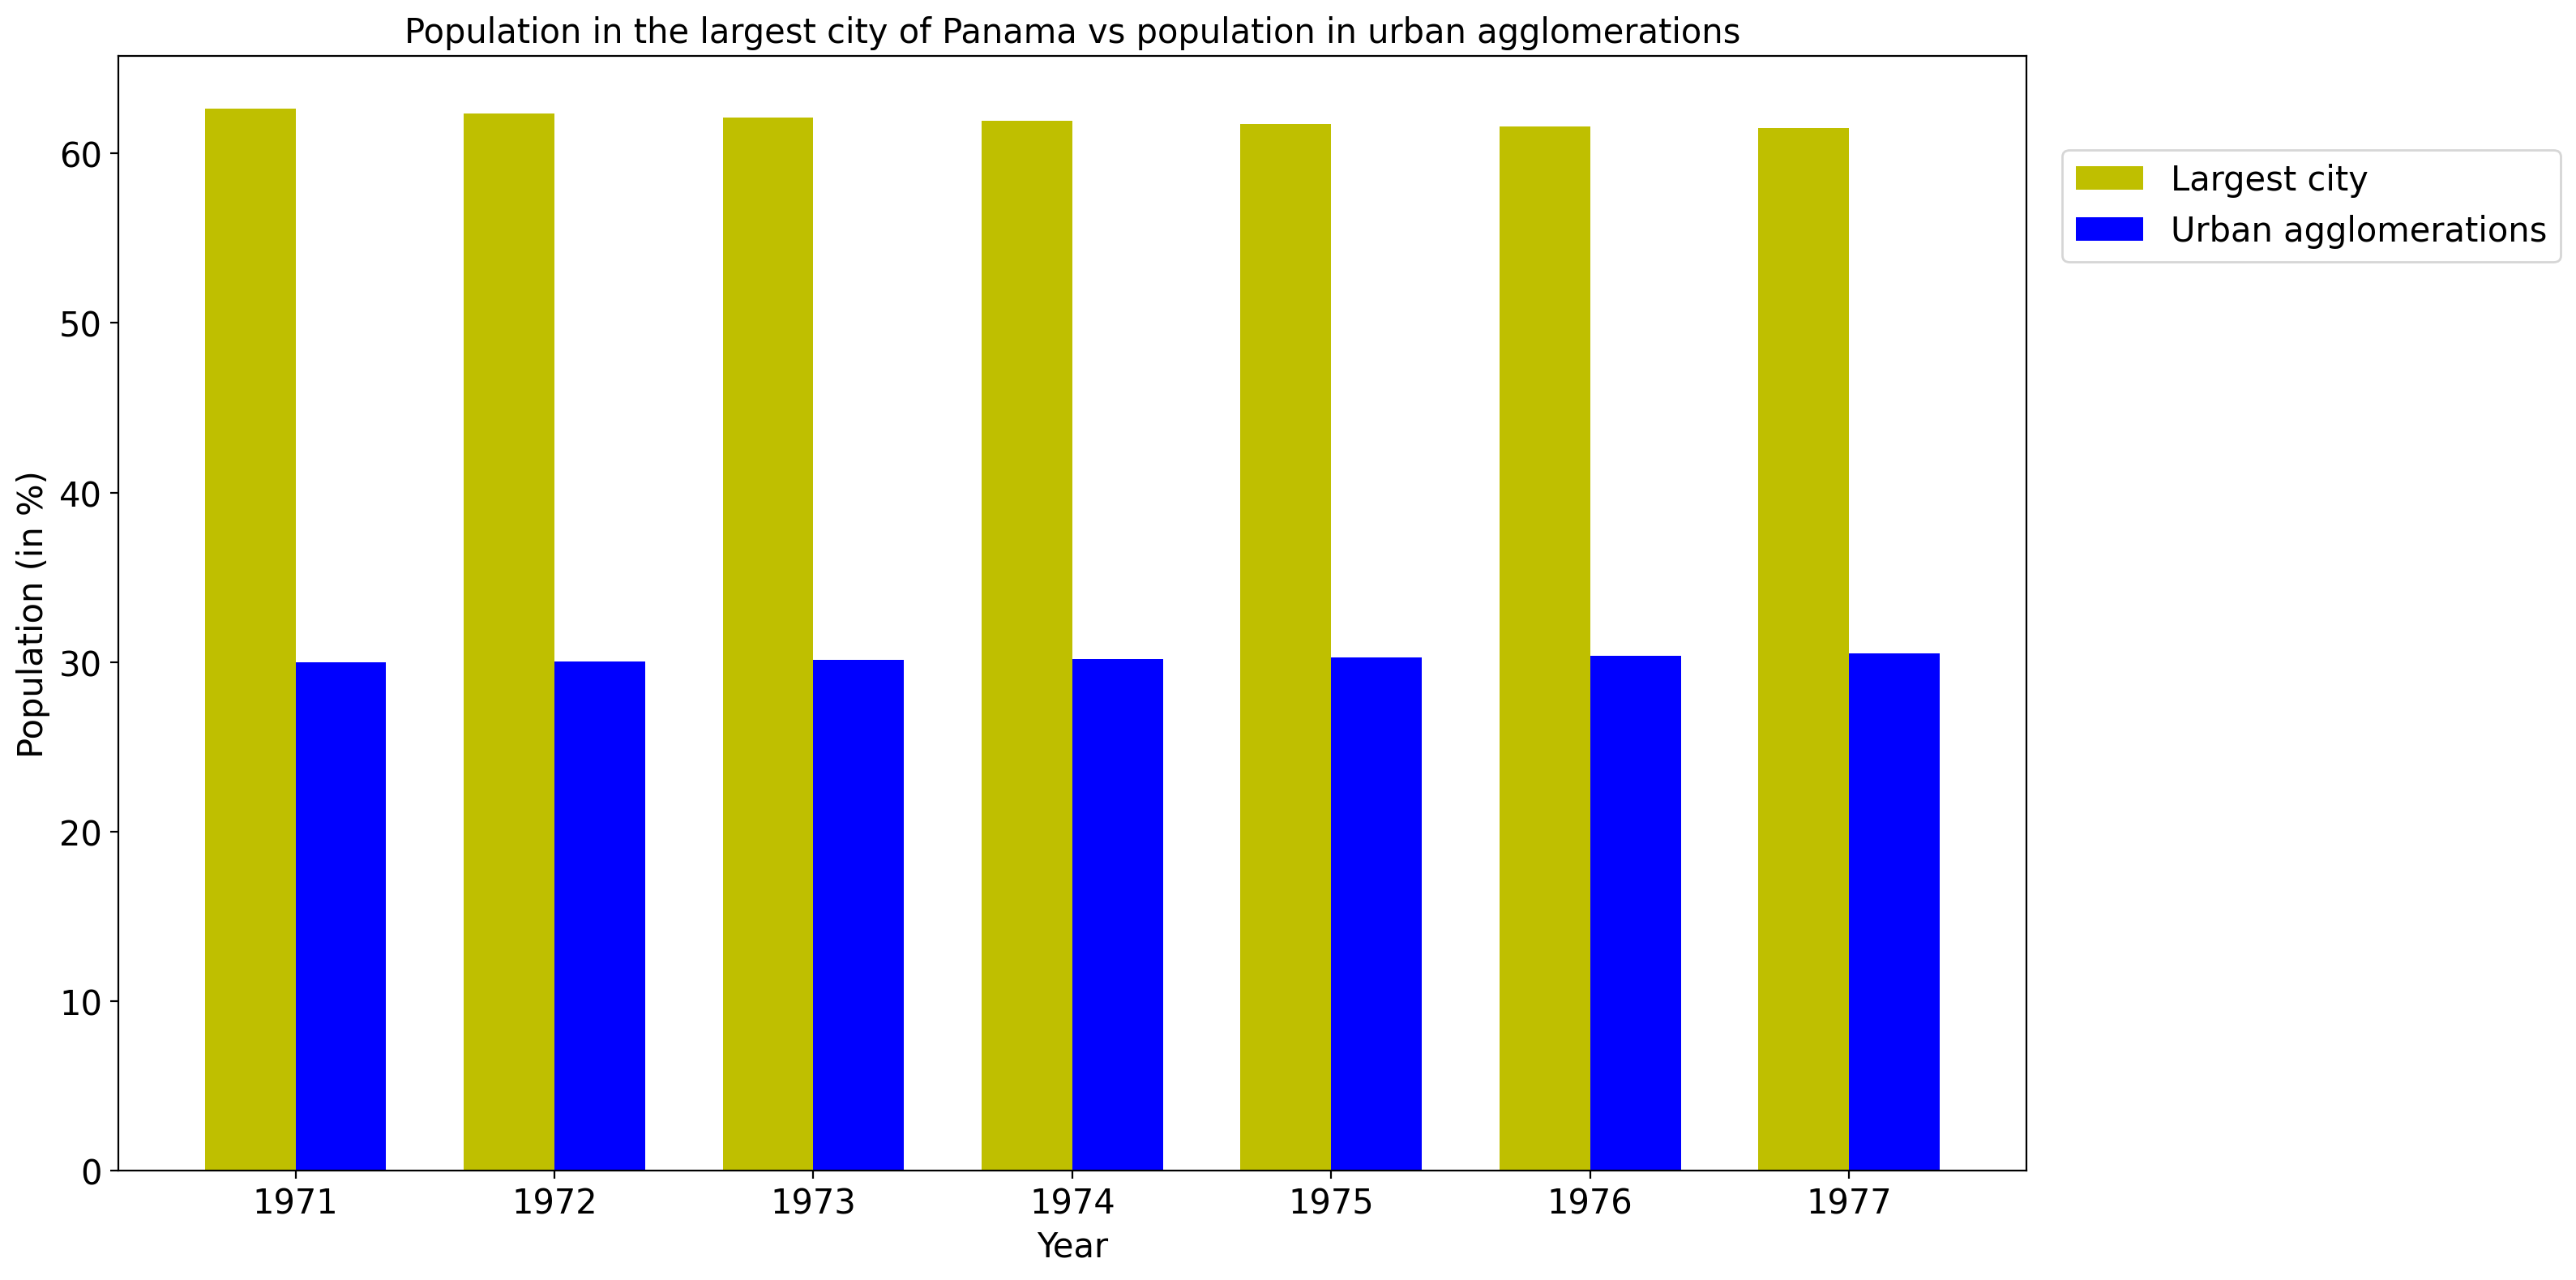 Population in the largest city of Panama vs population in urban agglomerations
Population (in %)
60
50
40
30
20
10
0
1971 1972 1973 1974 1975 1976 1977
Year
Largest city
Urban agglomerations